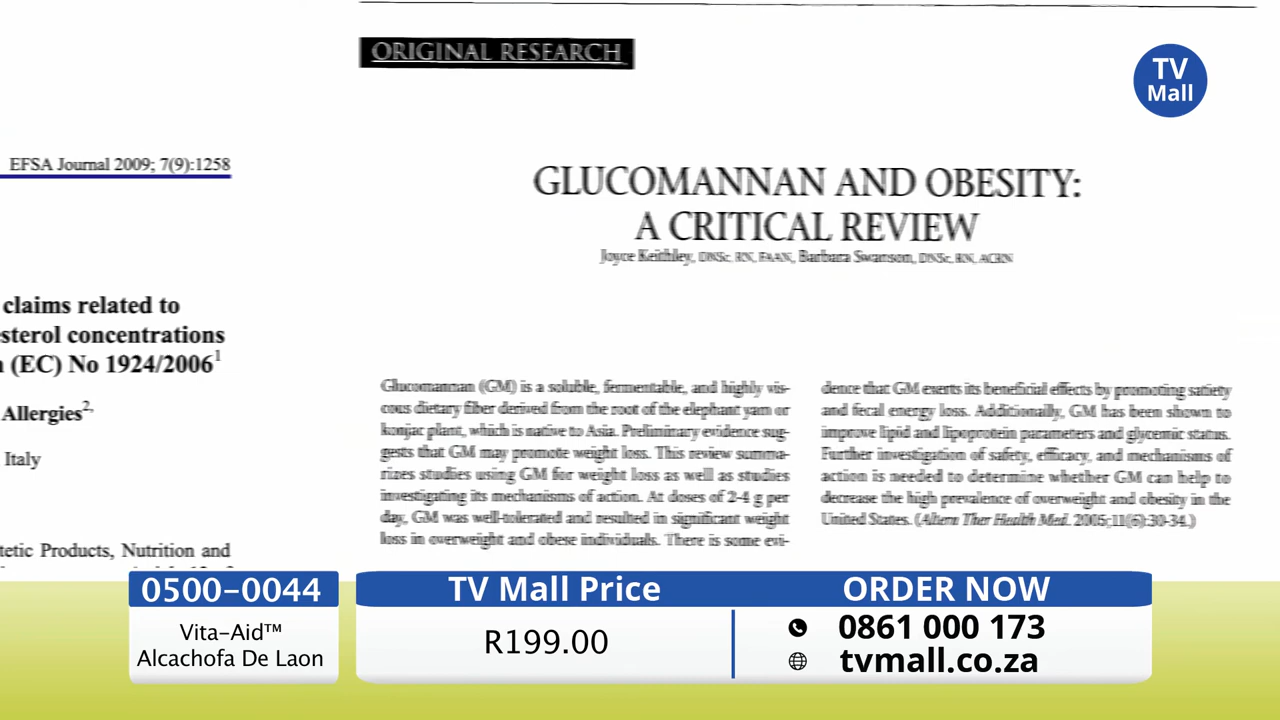 ORIGINAL RESEARCH
TV
Mall
EFSA Journal 2009; 7(9):1258
GLUCOMANNAN AND OBESITY:
A CRITICAL REVIEW
Joyce Keithley, DNSc, RN, FAAN, Barbara Swanson, DNSc, RN, ACRN
claims related to
esterol concentrations
(EC) No 1924/2006¹
Allergies²,
Italy
tetic Products, Nutrition and
Glucomannan (GM) is a soluble, fermentable, and highly vis-
cous dietary fiber derived from the root of the elephant yam or
konjac plant, which is native to Asia. Preliminary evidence sug-
gests that GM may promote weight loss. This review summa-
rizes studies using GM for weight loss as well as studies
investigating its mechanisms of action. At doses of 2-4 g per
day, GM was well-tolerated and resulted in significant weight
loss in overweight and obese individuals. There is some evi-
dence that GM exerts its beneficial effects by promoting satiety
and fecal energy loss. Additionally, GM has been shown to
improve lipid and lipoprotein parameters and glycemic status.
Further investigation of safety, efficacy, and mechanisms of
action is needed to determine whether GM can help to
decrease the high prevalence of overweight and obesity in the
United States. (Altern Ther Health Med. 2005;11(6):30-34.)
0500-0044
Vita-Aid™
Alcachofa De Laon
TV Mall Price
R199.00
ORDER NOW
0861 000 173
tvmall.co.za